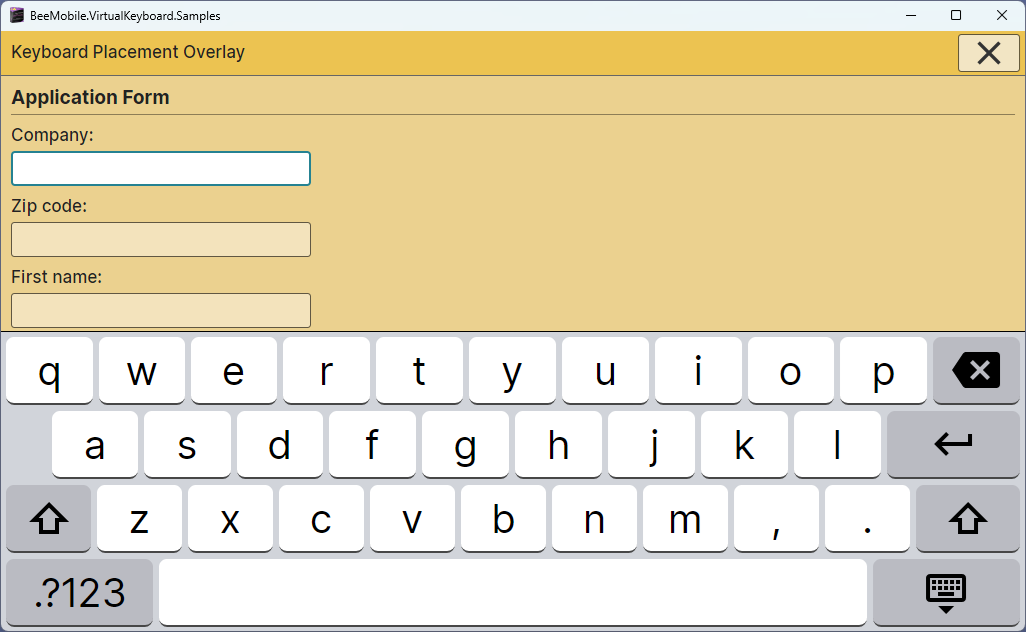 BeeMobile.VirtualKeyboard.Samples
Keyboard Placement Overlay
Application Form
Company:
Zip code:
First name:
q w e r t y u i o p
a s d f g h j k l
z x c v b n m , .
.?123